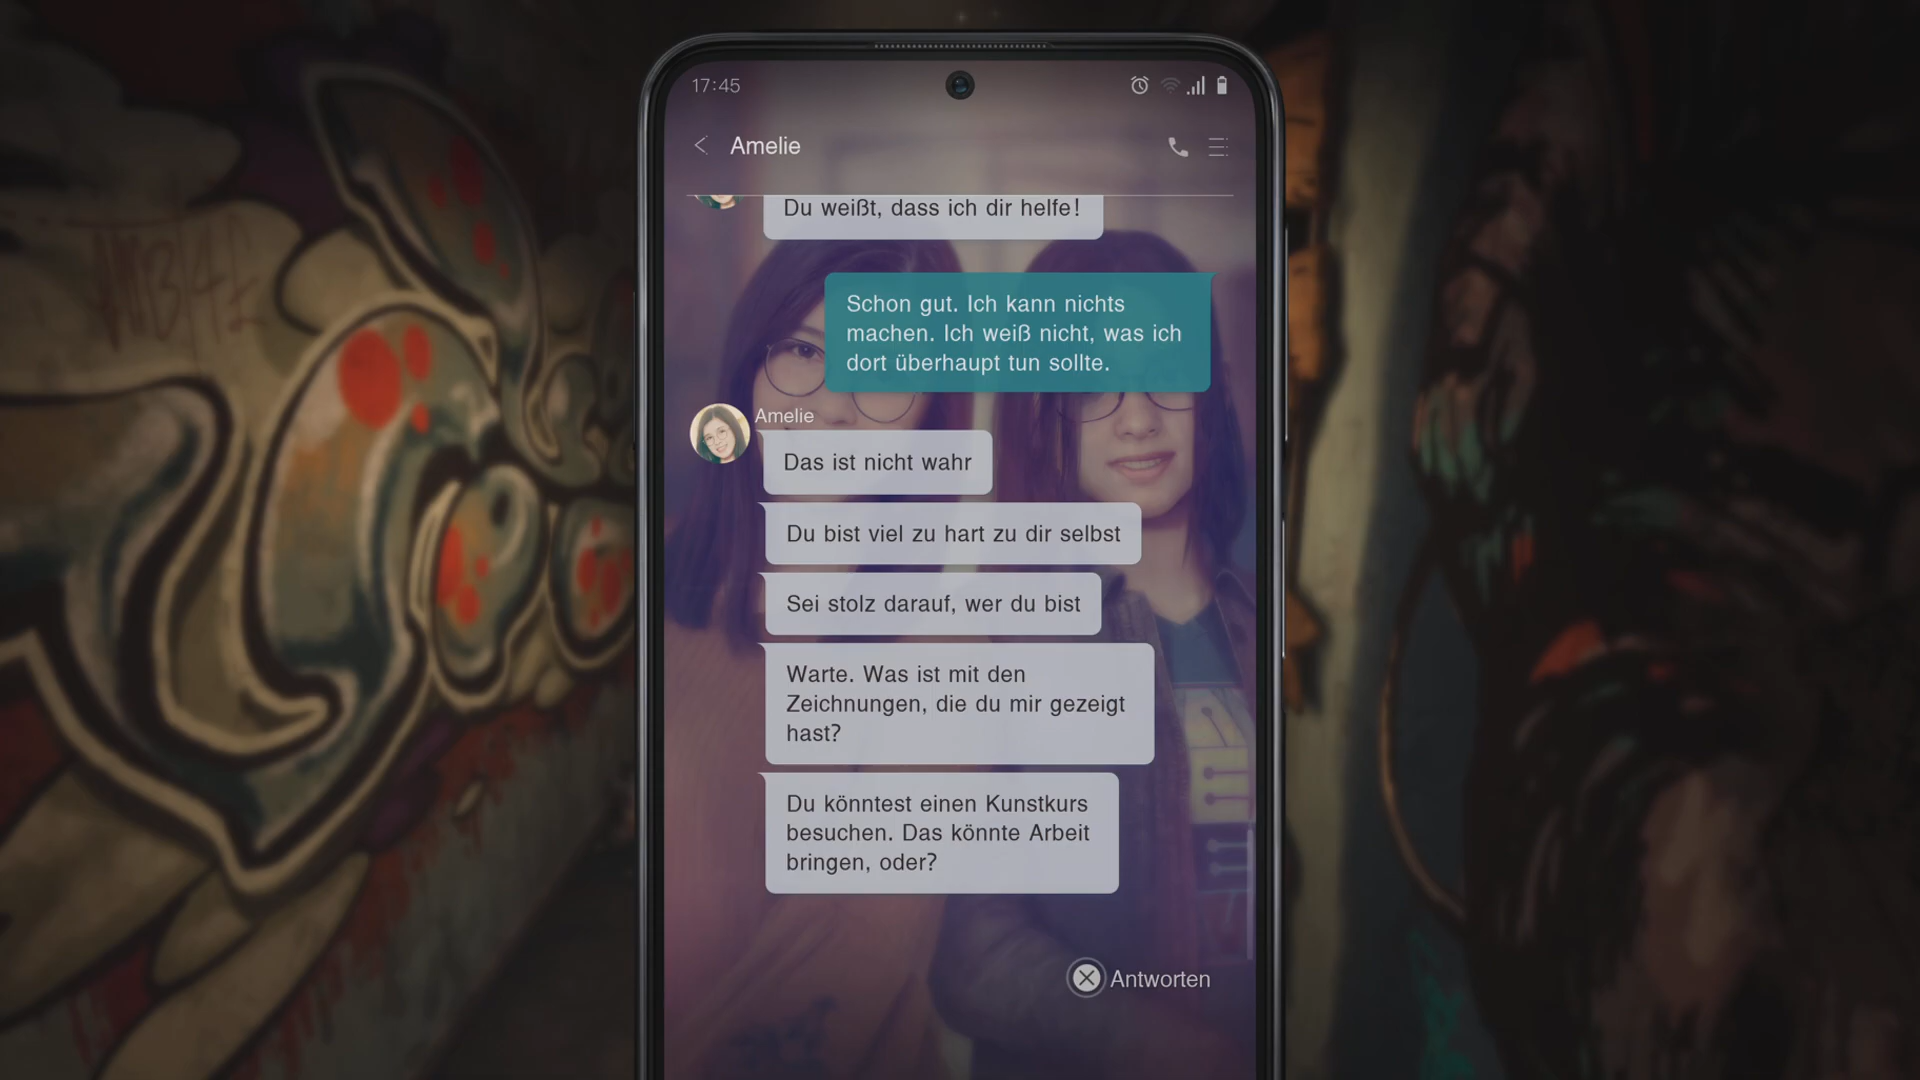 17:45
Amelie
Du weißt, dass ich dir helfe!
Schon gut. Ich kann nichts
machen. Ich weiß nicht, was ich
dort überhaupt tun sollte.
Amelie
Das ist nicht wahr
Du bist viel zu hart zu dir selbst
Sei stolz darauf, wer du bist
Warte. Was ist mit den
Zeichnungen, die du mir gezeigt
hast?
Du könntest einen Kunstkurs
besuchen. Das könnte Arbeit
bringen, oder?
Antworten